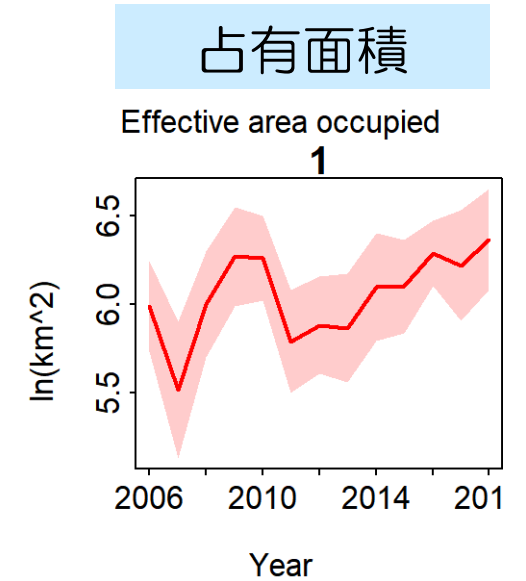 占有面積
Effective area occupied
1
6.5
6.0
5.5
ln(km^2)
2006 2010 2014 201
Year